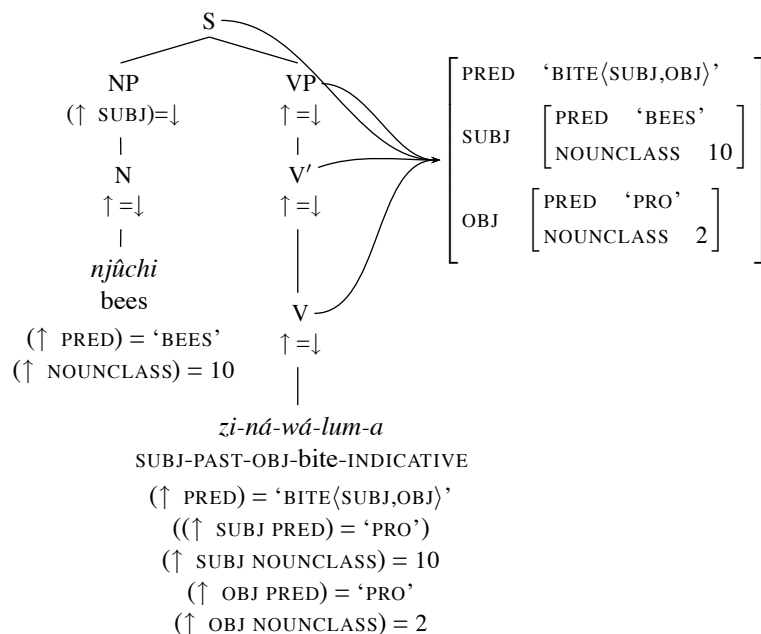 S
NP VP
(↑ SUBJ)=↓ ↑=↓
N V′
↑=↓ ↑=↓
njûchi
bees
(↑ PRED) = ‘BEES’
(↑ NOUNCLASS) = 10
V
↑=↓
zi-ná-wá-lum-a
SUBJ-PAST-OBJ-bite-INDICATIVE
(↑ PRED) = ‘BITE⟨SUBJ,OBJ⟩’
((↑ SUBJ PRED) = ‘PRO’)
(↑ SUBJ NOUNCLASS) = 10
(↑ OBJ PRED) = ‘PRO’
(↑ OBJ NOUNCLASS) = 2
PRED ‘BITE⟨SUBJ,OBJ⟩’
SUBJ [PRED ‘BEES’
NOUNCLASS 10]
OBJ [PRED ‘PRO’
NOUNCLASS 2]